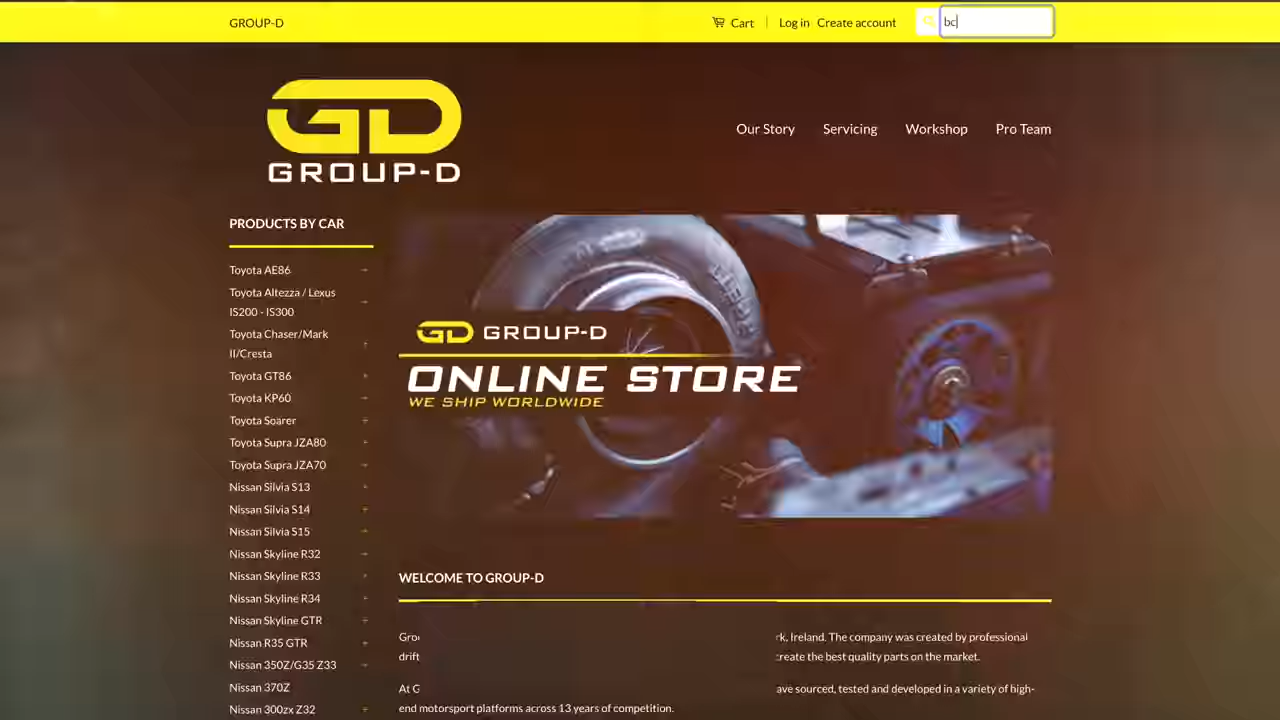 GROUP-D
Cart | Log in Create account
bc
GD
GROUP-D
Our Story Servicing Workshop Pro Team
PRODUCTS BY CAR
Toyota AE86
Toyota Altezza / Lexus
IS200 - IS300
Toyota Chaser/Mark
II/Cresta
Toyota GT86
Toyota KP60
Toyota Soarer
Toyota Supra JZA80
Toyota Supra JZA70
Nissan Silvia S13
Nissan Silvia S14
Nissan Silvia S15
Nissan Skyline R32
Nissan Skyline R33
Nissan Skyline R34
Nissan Skyline GTR
Nissan R35 GTR
Nissan 350Z/G35 Z33
Nissan 370Z
Nissan 300zx Z32
GD GROUP-D
ONLINE STORE
WE SHIP WORLDWIDE
WELCOME TO GROUP-D
Ireland. The company was created by professional
drift the best quality parts on the market.
At sourced, tested and developed in a variety of high-
end motorsport platforms across 13 years of competition.